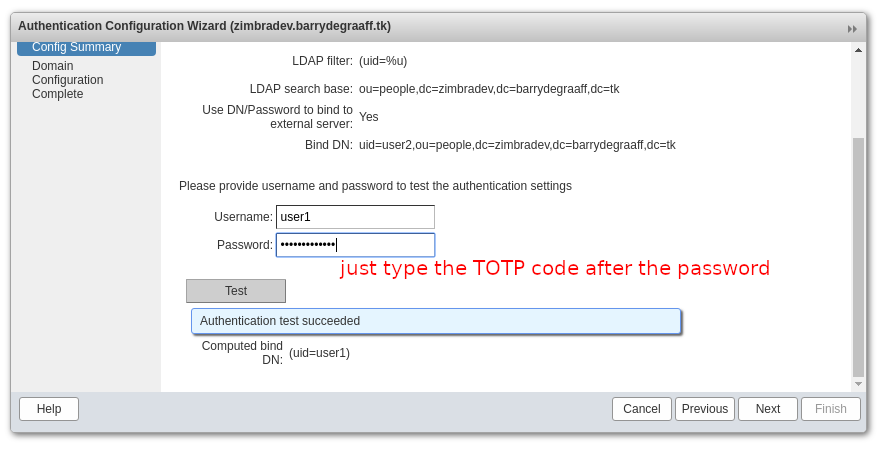 Authentication Configuration Wizard (zimbradev.barrydegraaff.tk)
Config Summary
Domain
Configuration
Complete
LDAP filter: (uid=%u)
LDAP search base: ou=people,dc=zimbradev,dc=barrydegraaff,dc=tk
Use DN/Password to bind to
external server: Yes
Bind DN: uid=user2,ou=people,dc=zimbradev,dc=barrydegraaff,dc=tk
Please provide username and password to test the authentication settings
Username: user1
Password: •••••••••••••
just type the TOTP code after the password
Test
Authentication test succeeded
Computed bind
DN: (uid=user1)
Help Cancel Previous Next Finish